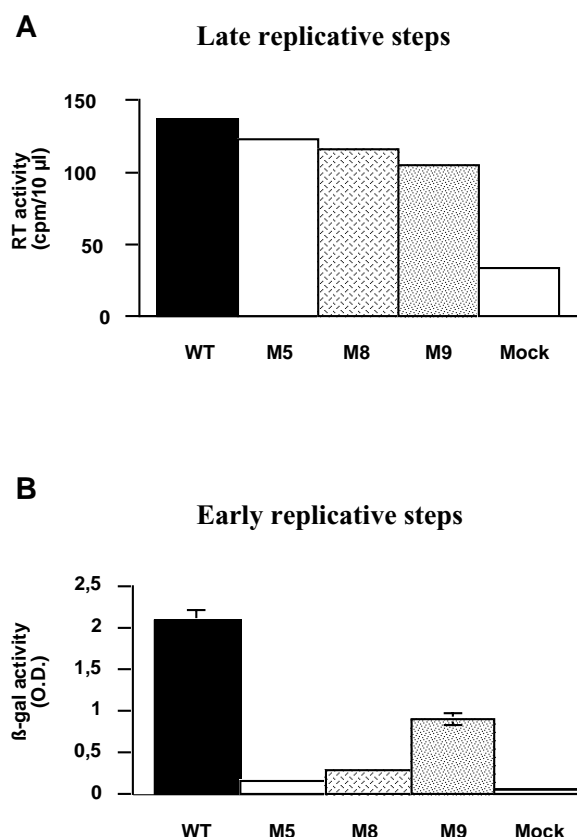 A
Late replicative steps
RT activity
(cpm/10 µl)
150
100
50
0
WT M5 M8 M9 Mock
B
Early replicative steps
ß-gal activity
(O.D.)
2,5
2
1,5
1
0,5
0
WT M5 M8 M9 Mock